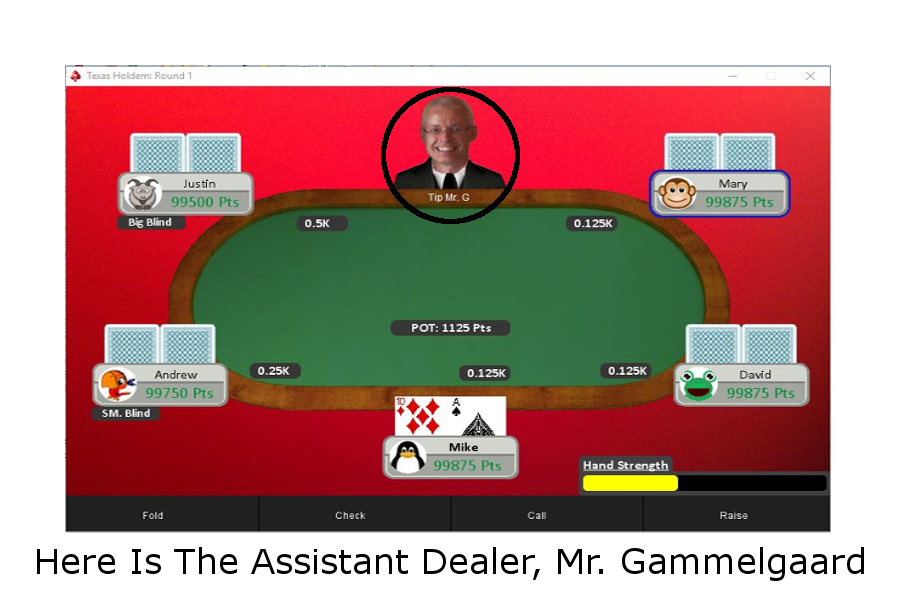 Texas Holdem: Round 1
Tip Mr. G
Justin
99500 Pts
Big Blind
Mary
99875 Pts
0.5K
0.125K
POT: 1125 Pts
Andrew
99750 Pts
SM. Blind
0.25K
0.125K
0.125K
David
99875 Pts
10
A
Mike
99875 Pts
Hand Strength
Fold
Check
Call
Raise
Here Is The Assistant Dealer, Mr. Gammelgaard